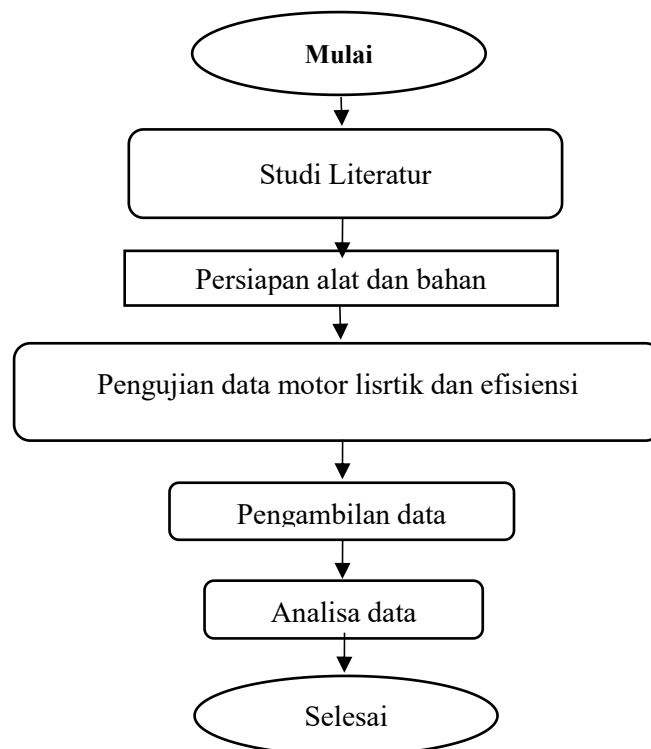 Mulai
Studi Literatur
Persiapan alat dan bahan
Pengujian data motor lisrtik dan efisiensi
Pengambilan data
Analisa data
Selesai